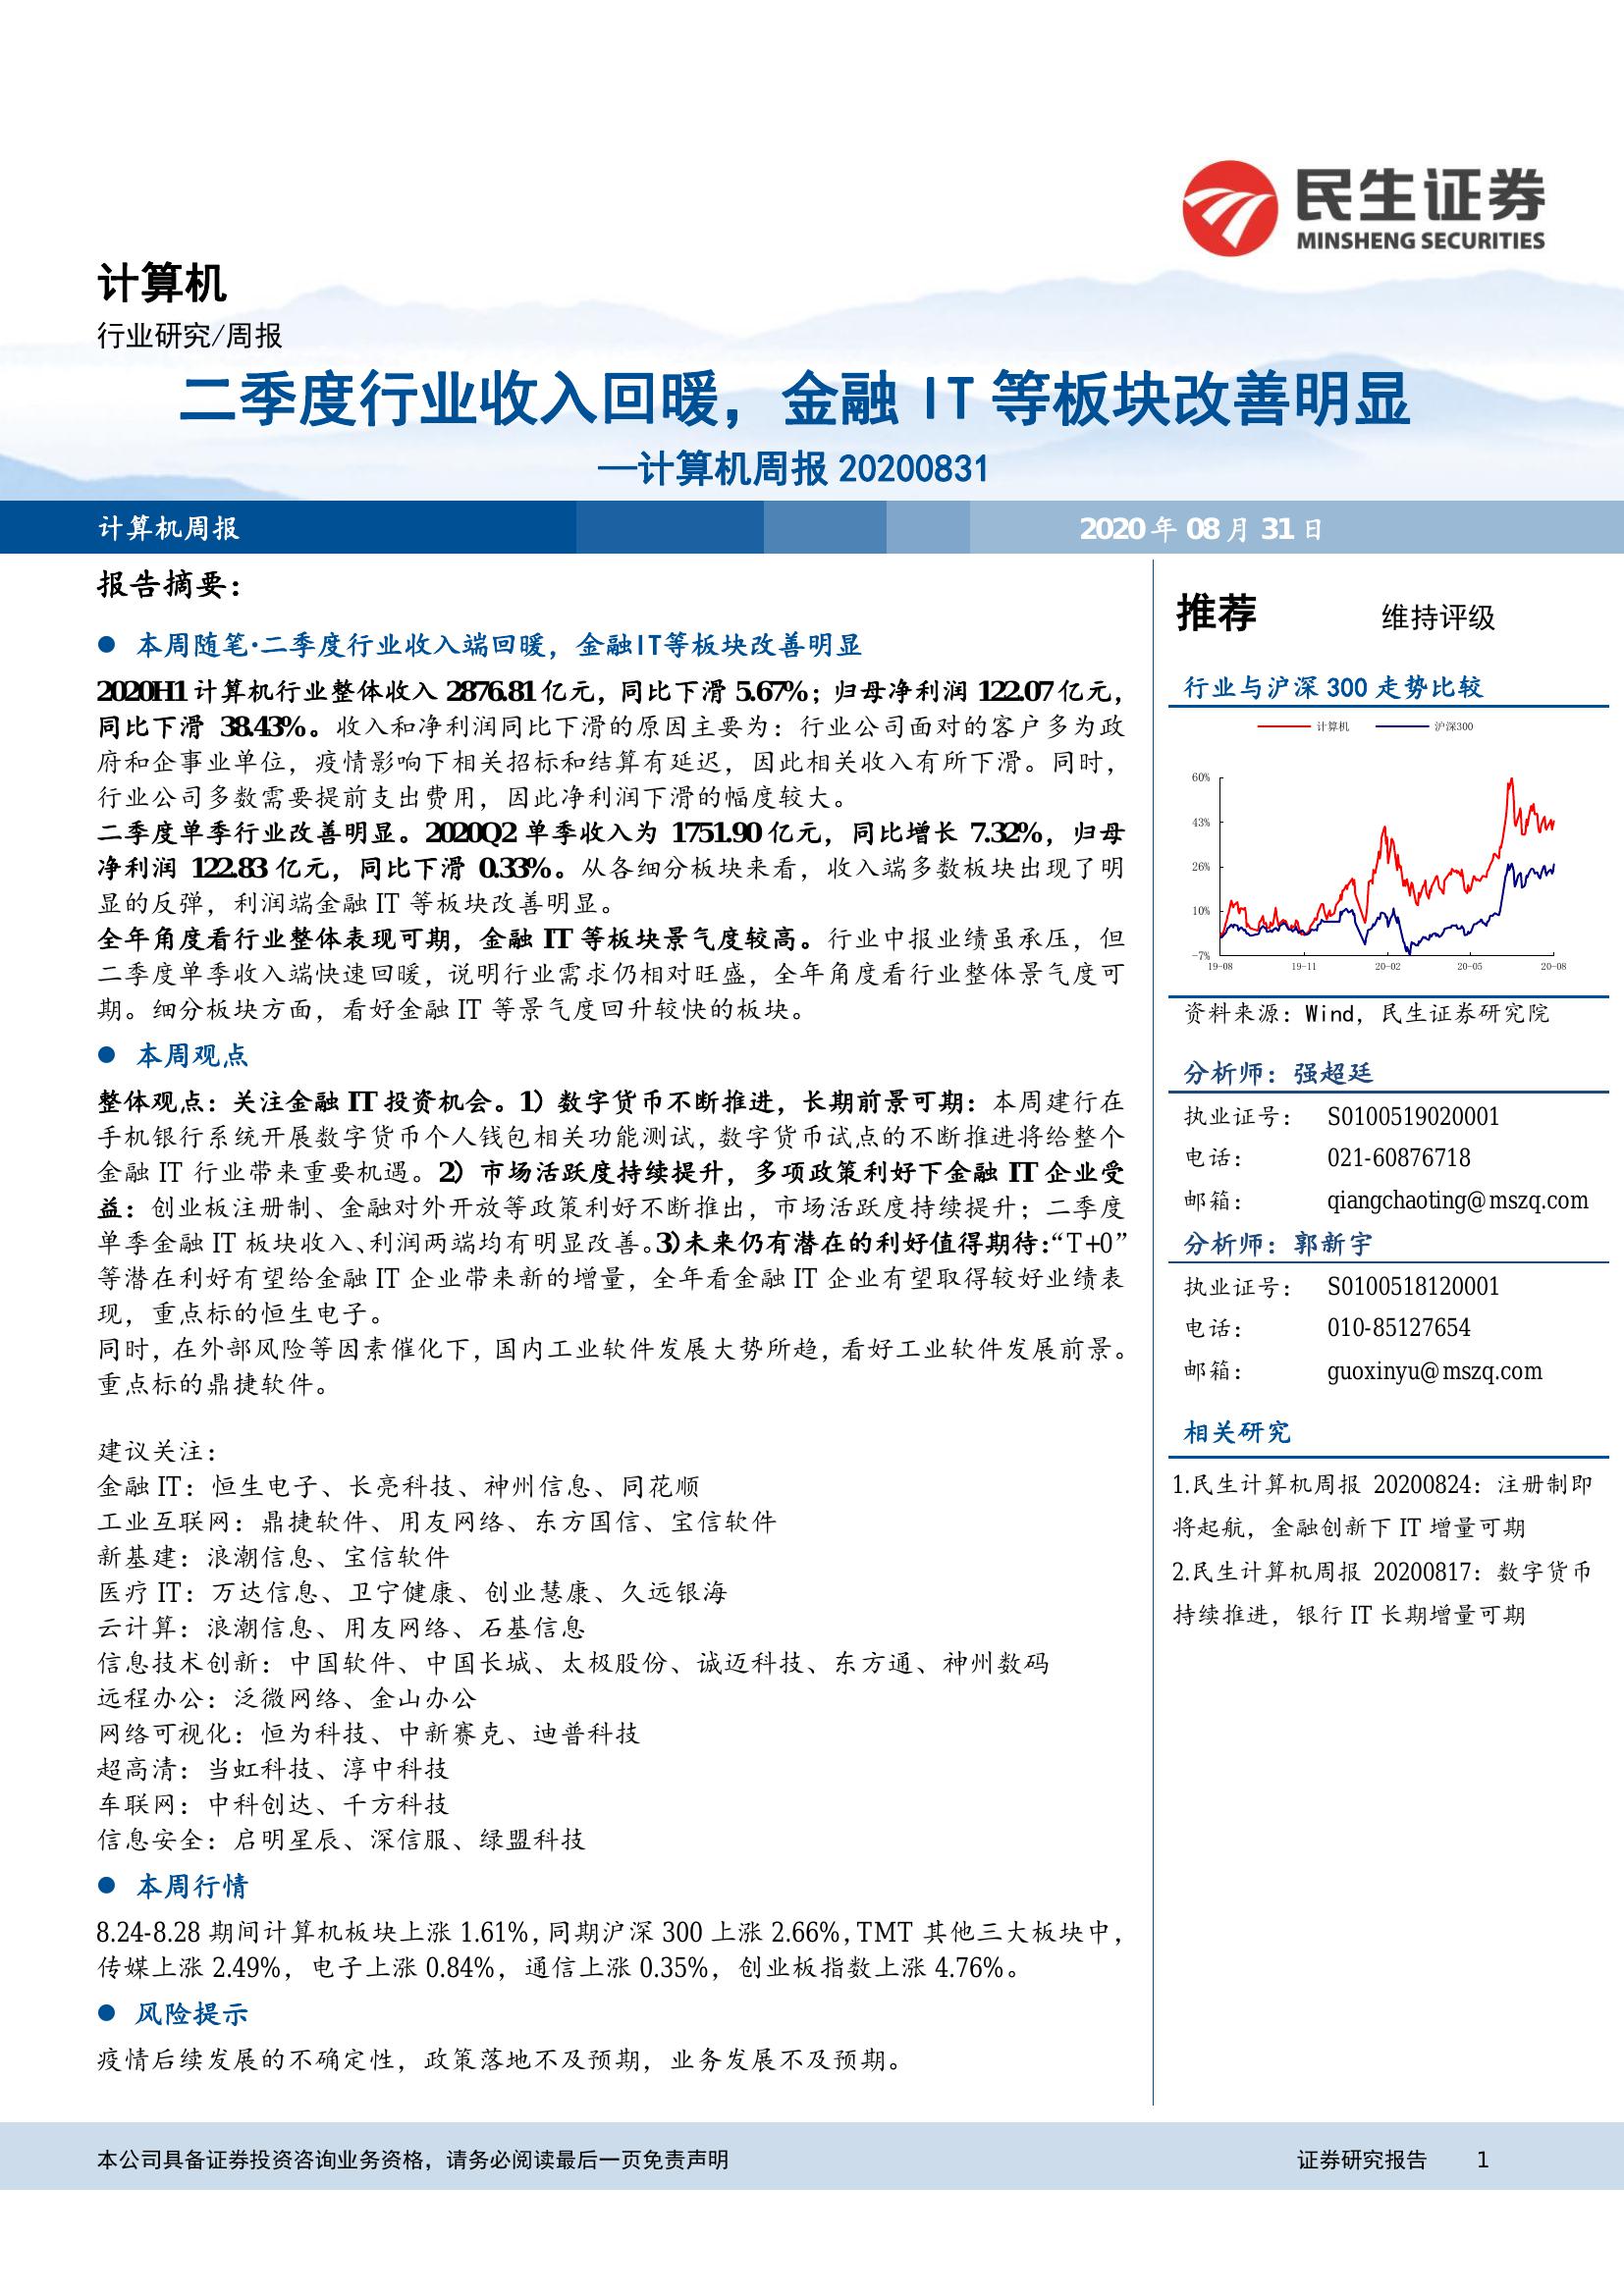 民生证券
MINSHENG SECURITIES
计算机
行业研究/周报
二季度行业收入回暖，金融 IT 等板块改善明显
—计算机周报 20200831
计算机周报
2020 年 08 月 31 日
报告摘要：
● 本周随笔·二季度行业收入端回暖，金融IT等板块改善明显
2020H1 计算机行业整体收入 2876.81 亿元，同比下滑 5.67%；归母净利润 122.07 亿元，
同比下滑 38.43%。收入和净利润同比下滑的原因主要为：行业公司面对的客户多为政
府和企事业单位，疫情影响下相关招标和结算有延迟，因此相关收入有所下滑。同时，
行业公司多数需要提前支出费用，因此净利润下滑的幅度较大。
二季度单季行业改善明显。2020Q2 单季收入为 1751.90 亿元，同比增长 7.32%，归母
净利润 122.83 亿元，同比下滑 0.33%。从各细分板块来看，收入端多数板块出现了明
显的反弹，利润端金融 IT 等板块改善明显。
全年角度看行业整体表现可期，金融 IT 等板块景气度较高。行业中报业绩虽承压，但
二季度单季收入端快速回暖，说明行业需求仍相对旺盛，全年角度看行业整体景气度可
期。细分板块方面，看好金融 IT 等景气度回升较快的板块。
● 本周观点
整体观点：关注金融 IT 投资机会。1）数字货币不断推进，长期前景可期：本周建行在
手机银行系统开展数字货币个人钱包相关功能测试，数字货币试点的不断推进将给整个
金融 IT 行业带来重要机遇。2）市场活跃度持续提升，多项政策利好下金融 IT 企业受
益：创业板注册制、金融对外开放等政策利好不断推出，市场活跃度持续提升；二季度
单季金融 IT 板块收入、利润两端均有明显改善。3）未来仍有潜在的利好值得期待：“T+0”
等潜在利好有望给金融 IT 企业带来新的增量，全年看金融 IT 企业有望取得较好业绩表
现，重点标的恒生电子。
同时，在外部风险等因素催化下，国内工业软件发展大势所趋，看好工业软件发展前景。
重点标的鼎捷软件。
建议关注：
金融 IT：恒生电子、长亮科技、神州信息、同花顺
工业互联网：鼎捷软件、用友网络、东方国信、宝信软件
新基建：浪潮信息、宝信软件
医疗 IT：万达信息、卫宁健康、创业慧康、久远银海
云计算：浪潮信息、用友网络、石基信息
信息技术创新：中国软件、中国长城、太极股份、诚迈科技、东方通、神州数码
远程办公：泛微网络、金山办公
网络可视化：恒为科技、中新赛克、迪普科技
超高清：当虹科技、淳中科技
车联网：中科创达、千方科技
信息安全：启明星辰、深信服、绿盟科技
● 本周行情
8.24-8.28 期间计算机板块上涨 1.61%，同期沪深 300 上涨 2.66%，TMT 其他三大板块中，
传媒上涨 2.49%，电子上涨 0.84%，通信上涨 0.35%，创业板指数上涨 4.76%。
● 风险提示
疫情后续发展的不确定性，政策落地不及预期，业务发展不及预期。
推荐 维持评级
行业与沪深 300 走势比较
计算机 沪深300
60%
43%
26%
10%
-7%
19-08 19-11 20-02 20-05 20-08
资料来源：Wind，民生证券研究院
分析师：强超廷
执业证号： S0100519020001
电话： 021-60876718
邮箱： qiangchaoting@mszq.com
分析师：郭新宇
执业证号： S0100518120001
电话： 010-85127654
邮箱： guoxinyu@mszq.com
相关研究
1.民生计算机周报 20200824：注册制即
将起航，金融创新下 IT 增量可期
2.民生计算机周报 20200817：数字货币
持续推进，银行 IT 长期增量可期
本公司具备证券投资咨询业务资格，请务必阅读最后一页免责声明
证券研究报告 1